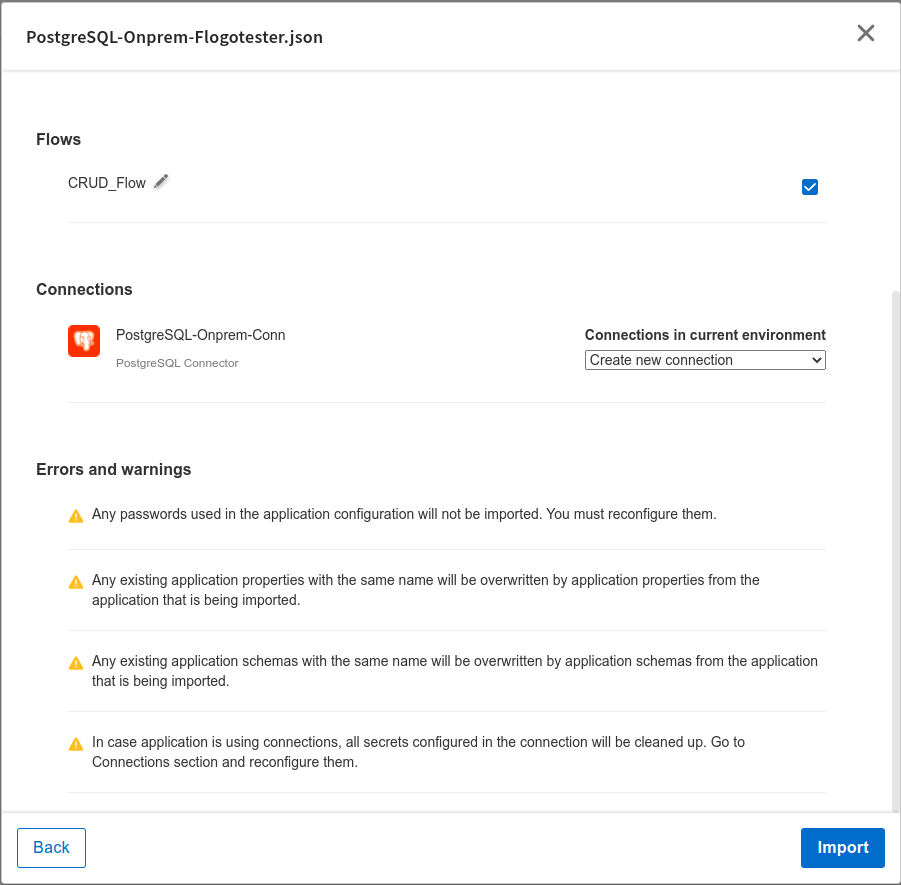 PostgreSQL-Onprem-Flogotester.json
Flows
CRUD_Flow
Connections
PostgreSQL-Onprem-Conn
PostgreSQL Connector
Connections in current environment
Create new connection
Errors and warnings
Any passwords used in the application configuration will not be imported. You must reconfigure them.
Any existing application properties with the same name will be overwritten by application properties from the
application that is being imported.
Any existing application schemas with the same name will be overwritten by application schemas from the application
that is being imported.
In case application is using connections, all secrets configured in the connection will be cleaned up. Go to
Connections section and reconfigure them.
Back
Import